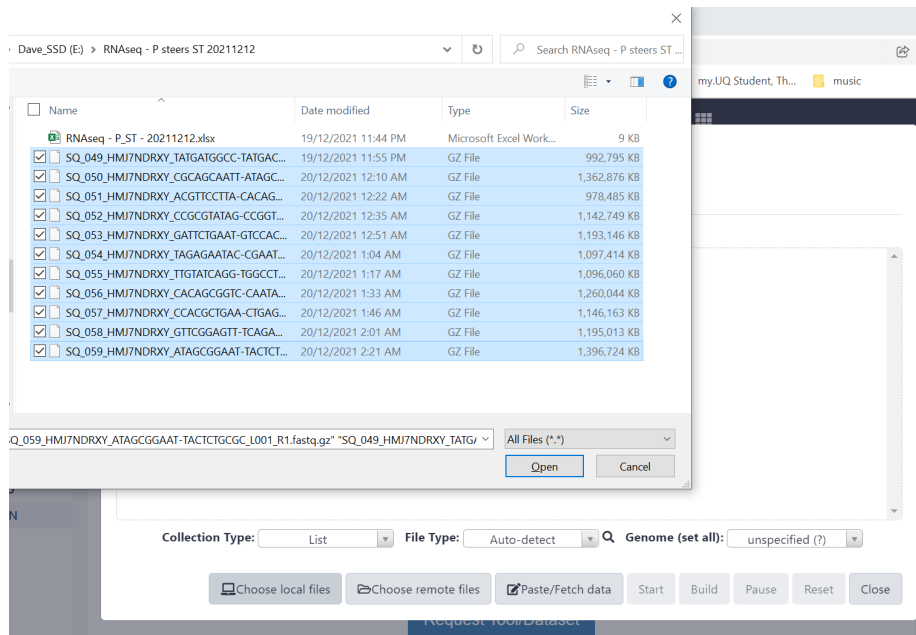 Dave_SSD (E:) > RNAseq - P steers ST 20211212
Search RNAseq - P steers ST ...
my.UQ Student, Th...
music
Name Date modified Type Size
RNAseq - P_ST - 20211212.xlsx 19/12/2021 11:44 PM Microsoft Excel Work... 9 KB
SQ_049_HMJ7NDRXY_TATGATGGCC-TATGAC... 19/12/2021 11:55 PM GZ File 992,795 KB
SQ_050_HMJ7NDRXY_CGCAGCAATT-ATAGC... 20/12/2021 12:10 AM GZ File 1,362,876 KB
SQ_051_HMJ7NDRXY_ACGTTCCTTA-CACAG... 20/12/2021 12:22 AM GZ File 978,485 KB
SQ_052_HMJ7NDRXY_CCGCGTATAG-CCGGT... 20/12/2021 12:35 AM GZ File 1,142,749 KB
SQ_053_HMJ7NDRXY_GATTCTGAAT-GTCCAC... 20/12/2021 12:51 AM GZ File 1,193,146 KB
SQ_054_HMJ7NDRXY_TAGAGAATAC-CGAAT... 20/12/2021 1:04 AM GZ File 1,097,414 KB
SQ_055_HMJ7NDRXY_TTGTATCAGG-TGGCCT... 20/12/2021 1:17 AM GZ File 1,096,060 KB
SQ_056_HMJ7NDRXY_CACAGCGGTC-CAATA... 20/12/2021 1:33 AM GZ File 1,260,044 KB
SQ_057_HMJ7NDRXY_CCACGCTGAA-CTGAG... 20/12/2021 1:46 AM GZ File 1,146,163 KB
SQ_058_HMJ7NDRXY_GTTCGGAGTT-TCAGA... 20/12/2021 2:01 AM GZ File 1,195,013 KB
SQ_059_HMJ7NDRXY_ATAGCGGAAT-TACTCT... 20/12/2021 2:21 AM GZ File 1,396,724 KB
SQ_059_HMJ7NDRXY_ATAGCGGAAT-TACTCTGCGC_L001_R1.fastq.gz" "SQ_049_HMJ7NDRXY_TATG
All Files (*.*)
Open Cancel
N
Collection Type: List File Type: Auto-detect Genome (set all): unspecified (?)
Choose local files Choose remote files Paste/Fetch data Start Build Pause Reset Close
Request Tool/Dataset